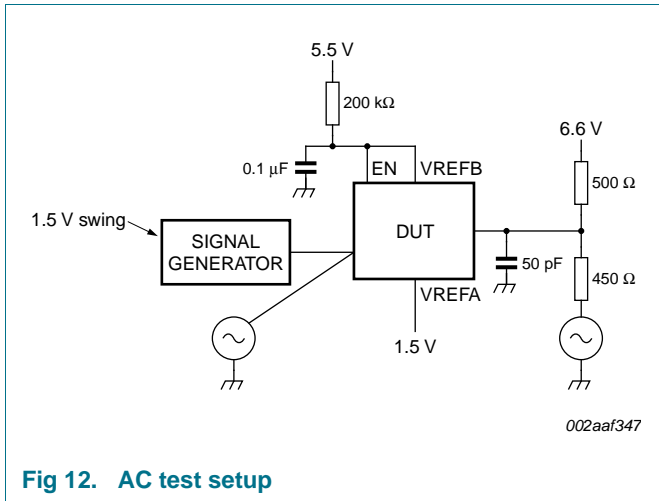 5.5 V
200 kΩ
6.6 V
0.1 μF
EN
VREFB
500 Ω
1.5 V swing
SIGNAL
GENERATOR
DUT
50 pF
450 Ω
VREFA
1.5 V
002aaf347
Fig 12. AC test setup